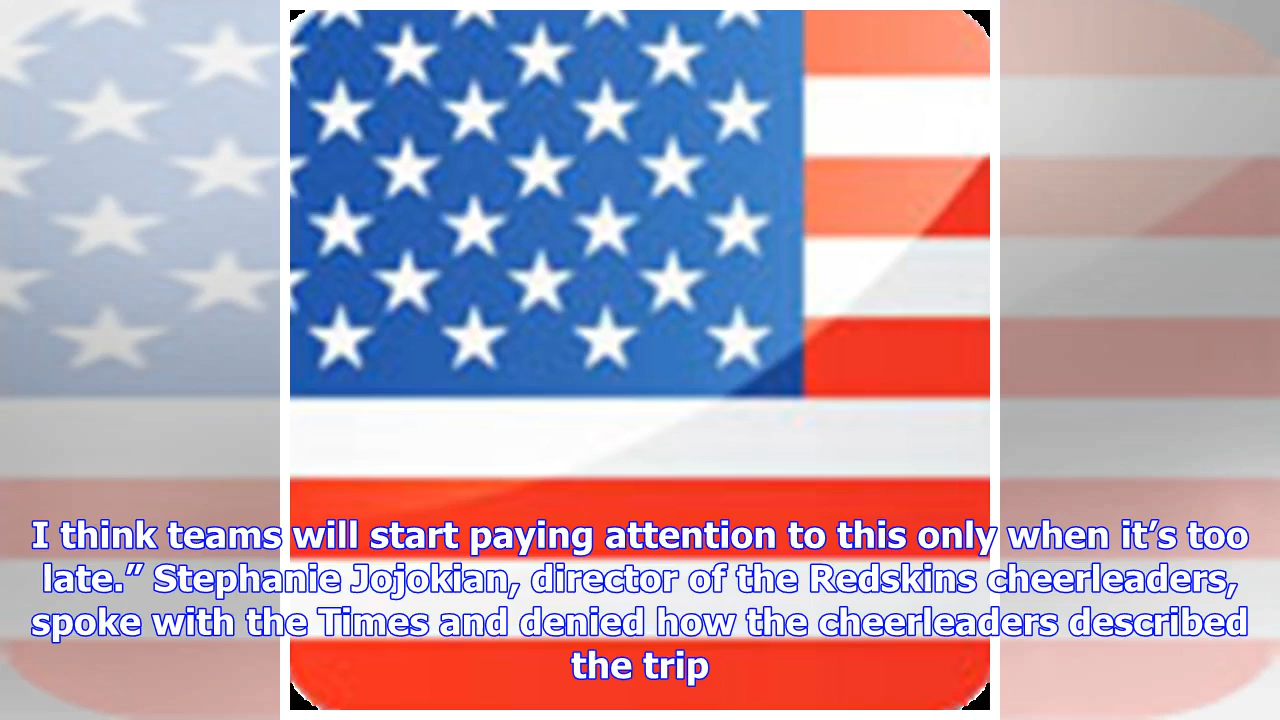 I think teams will start paying attention to this only when it’s too
late.” Stephanie Jojokian, director of the Redskins cheerleaders,
spoke with the Times and denied how the cheerleaders described
the trip